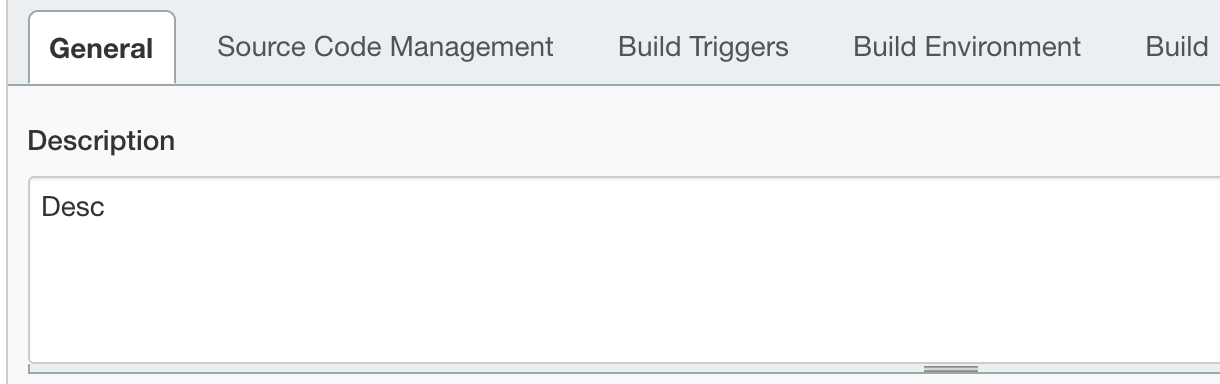 General Source Code Management Build Triggers Build Environment Build
Description
Desc